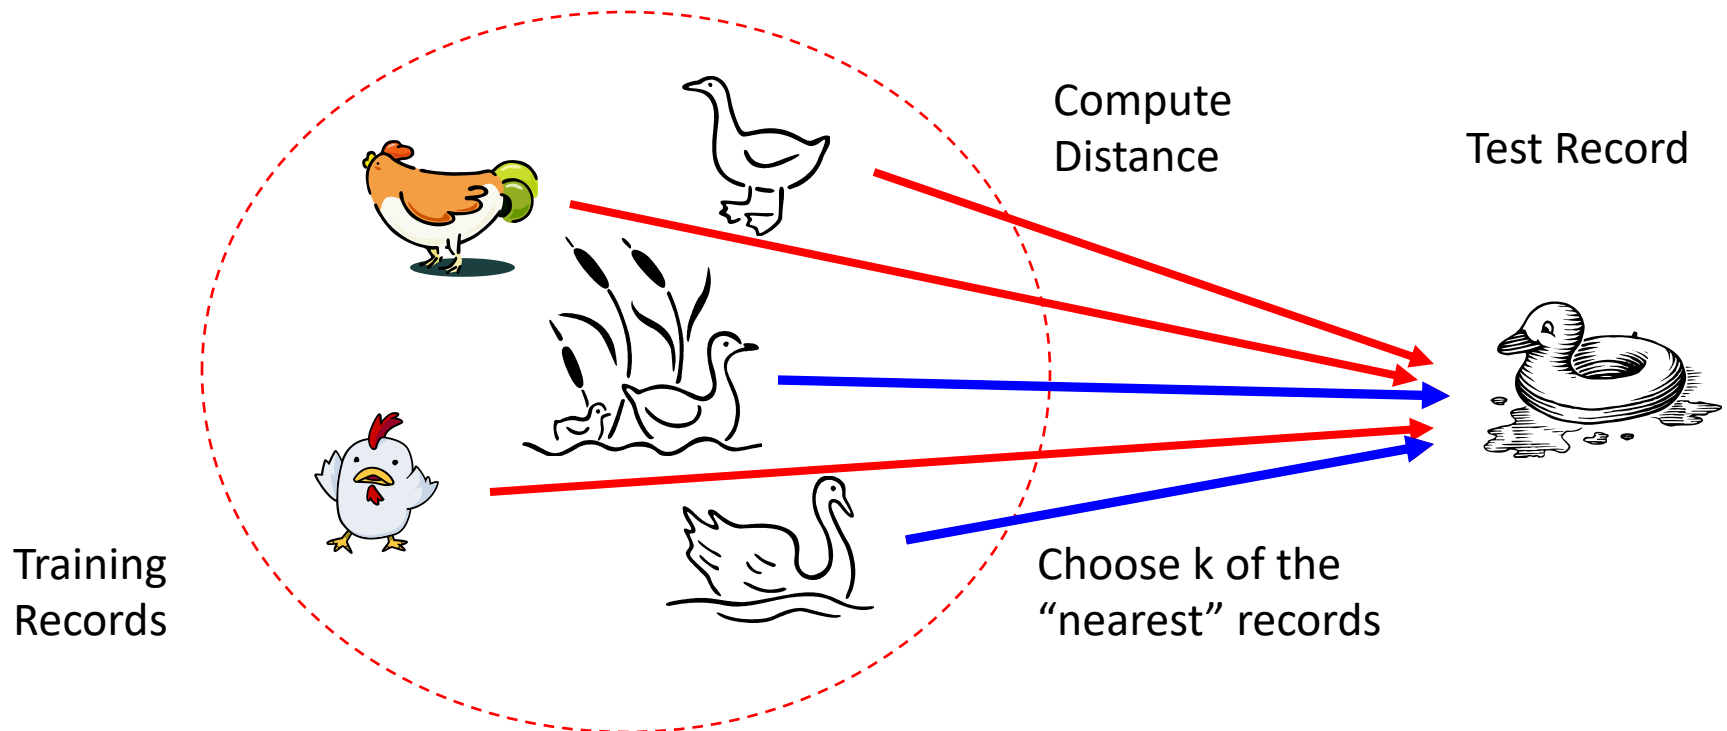 Compute
Distance
Test Record
Training
Records
Choose k of the
“nearest” records